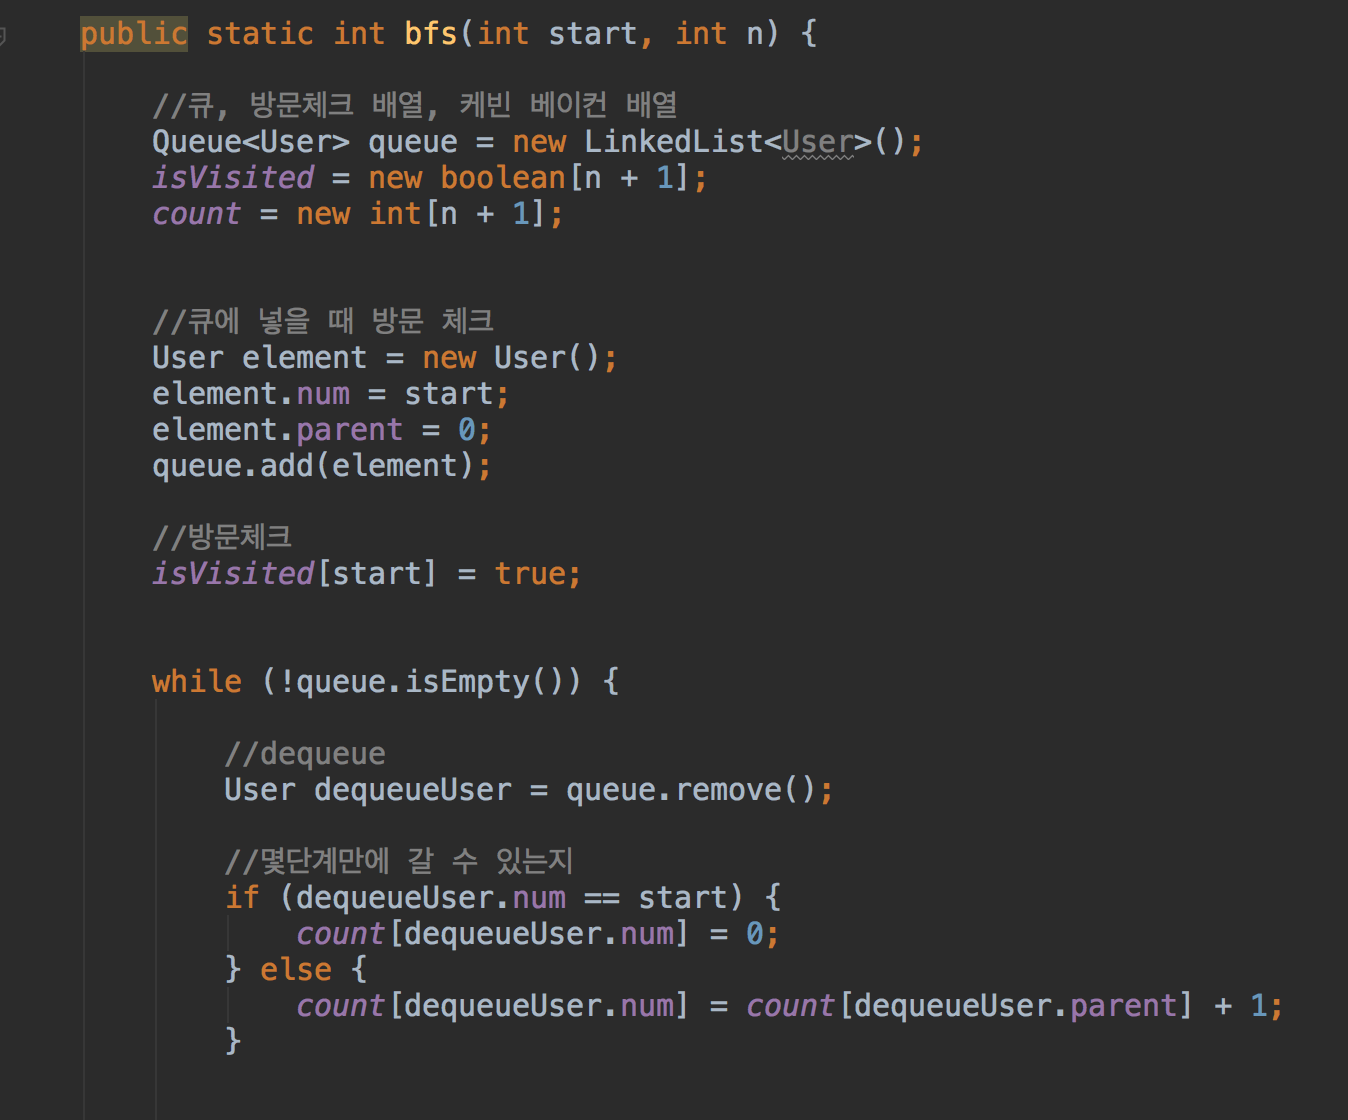 public static int bfs(int start, int n) {
//큐, 방문체크 배열, 케빈 베이컨 배열
Queue<User> queue = new LinkedList<User>();
isVisited = new boolean[n + 1];
count = new int[n + 1];
//큐에 넣을 때 방문 체크
User element = new User();
element.num = start;
element.parent = 0;
queue.add(element);
//방문체크
isVisited[start] = true;
while (!queue.isEmpty()) {
//dequeue
User dequeueUser = queue.remove();
//몇단계만에 갈 수 있는지
if (dequeueUser.num == start) {
count[dequeueUser.num] = 0;
} else {
count[dequeueUser.num] = count[dequeueUser.parent] + 1;
}